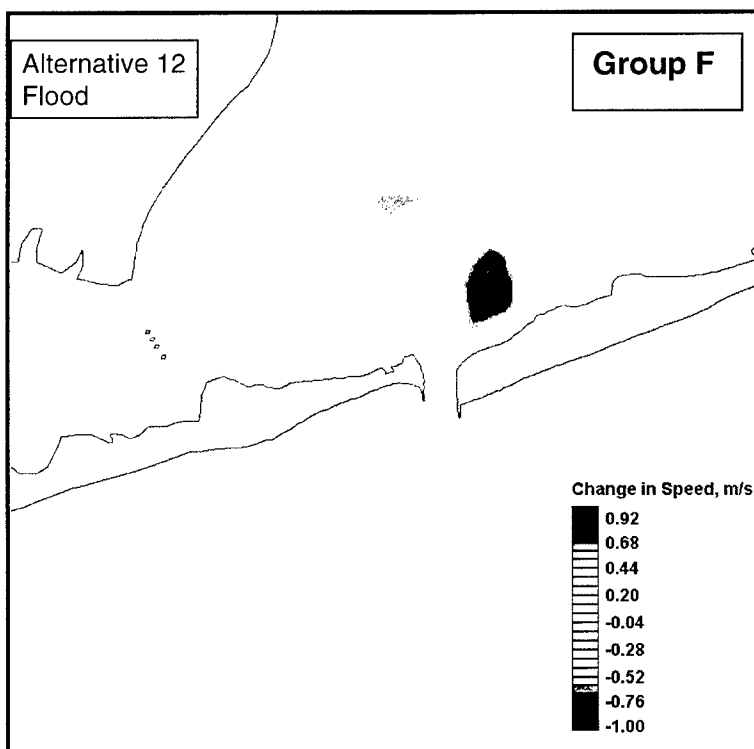 Alternative 12
Flood
Group F
Change in Speed, m/s
0.92
0.68
0.44
0.20
-0.04
-0.28
-0.52
-0.76
-1.00